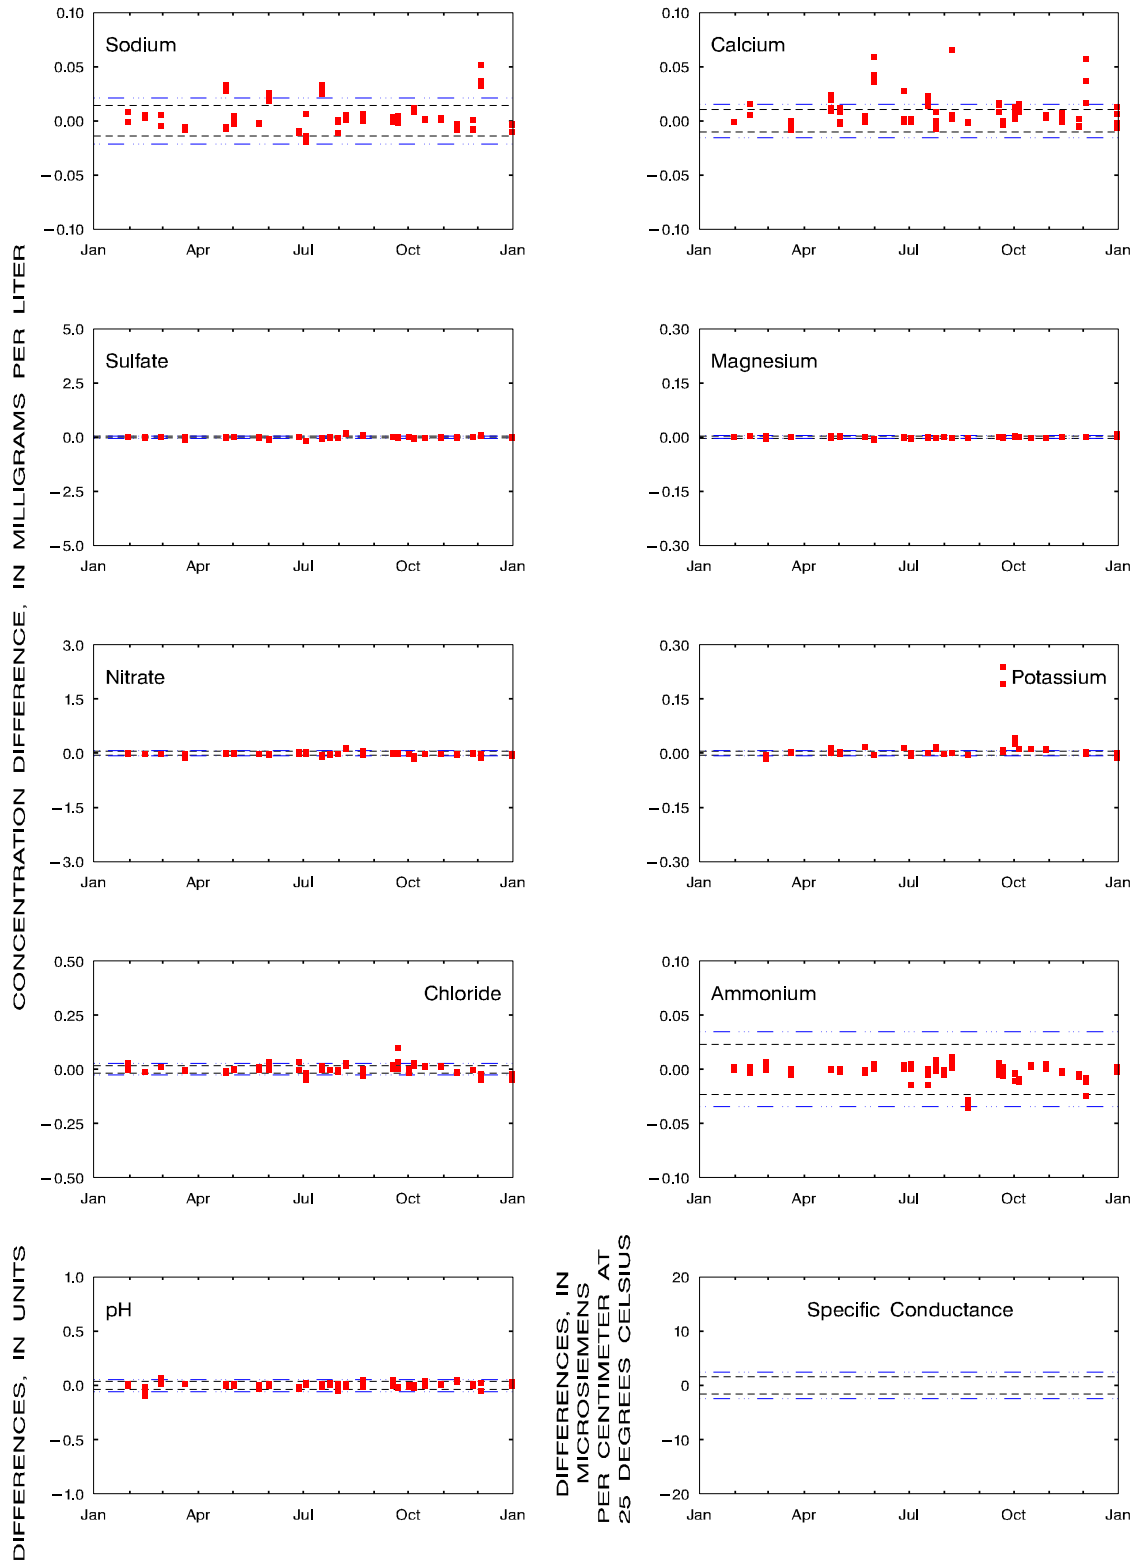 CONCENTRATION DIFFERENCE, IN MILLIGRAMS PER LITER
0.10
0.05
0.00
−0.05
−0.10
Sodium
Jan Apr Jul Oct Jan
0.10
0.05
0.00
−0.05
−0.10
Calcium
Jan Apr Jul Oct Jan
5.0
2.5
0.0
−2.5
−5.0
Sulfate
Jan Apr Jul Oct Jan
0.30
0.15
0.00
−0.15
−0.30
Magnesium
Jan Apr Jul Oct Jan
3.0
1.5
0.0
−1.5
−3.0
Nitrate
Jan Apr Jul Oct Jan
0.30
0.15
0.00
−0.15
−0.30
Potassium
Jan Apr Jul Oct Jan
0.50
0.25
0.00
−0.25
−0.50
Chloride
Jan Apr Jul Oct Jan
0.10
0.05
0.00
−0.05
−0.10
Ammonium
Jan Apr Jul Oct Jan
DIFFERENCES, IN UNITS
1.0
0.5
0.0
−0.5
−1.0
pH
Jan Apr Jul Oct Jan
DIFFERENCES, IN
MICROSIEMENS
PER CENTIMETER AT
25 DEGREES CELSIUS
20
10
0
−10
−20
Specific Conductance
Jan Apr Jul Oct Jan